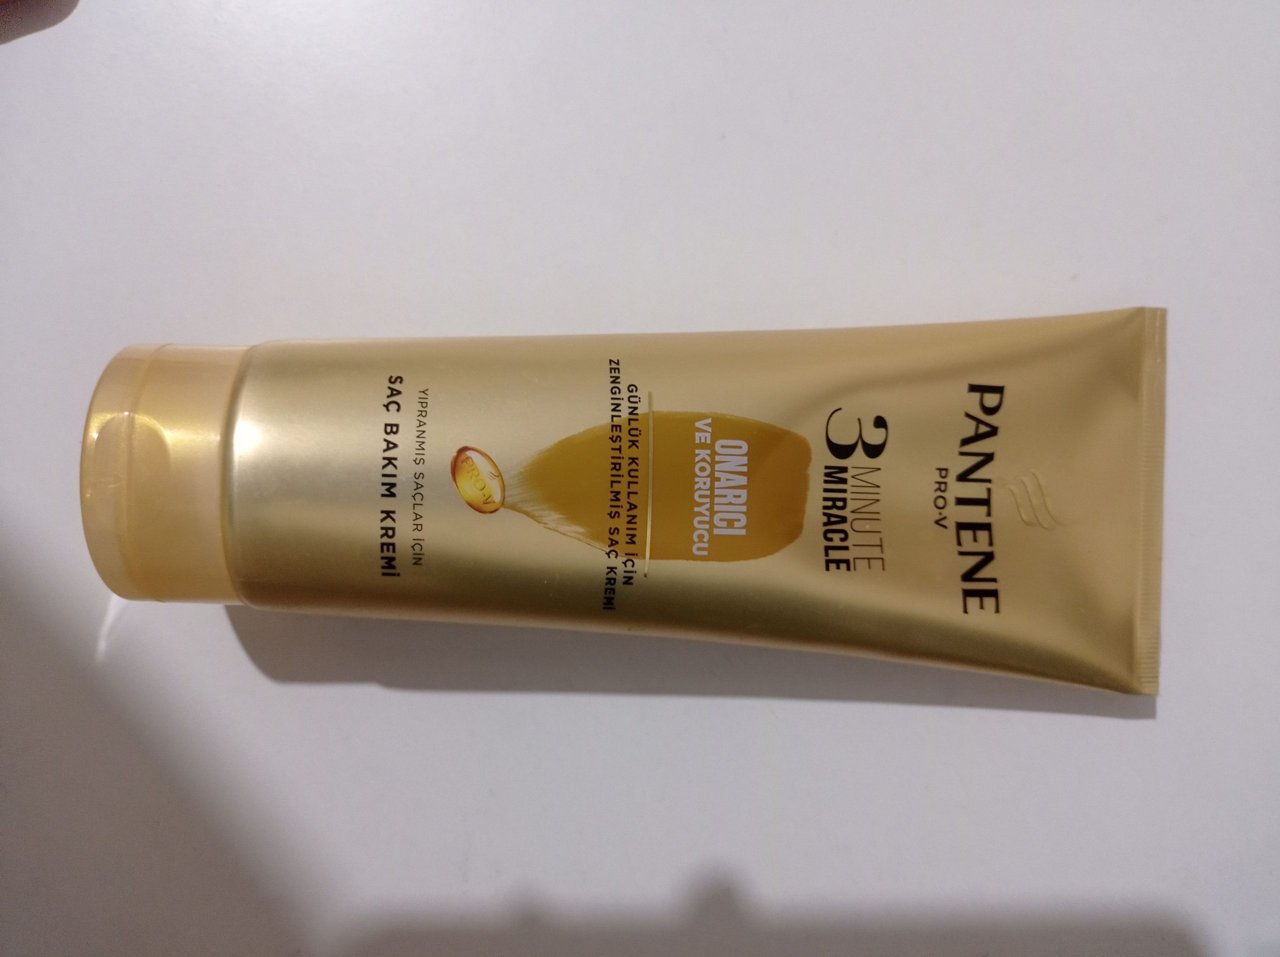 PANTENE
PRO-V
3 MINUTE
MIRACLE
ONARICI
VE KORUYUCU
GÜNLÜK KULLANIM İÇİN
ZENGİNLEŞTİRİLMİŞ SAÇ KREMİ
PRO-V
YIPRANMIŞ SAÇLAR İÇİN
SAÇ BAKIM KREMİ